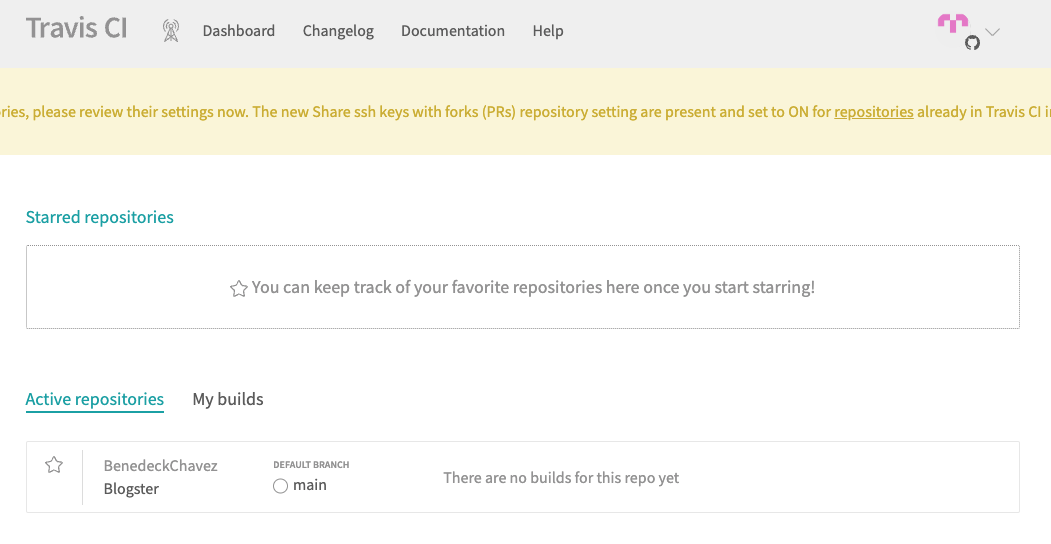 Travis CI Dashboard Changelog Documentation Help
ries, please review their settings now. The new Share ssh keys with forks (PRs) repository setting are present and set to ON for repositories already in Travis CI
Starred repositories
You can keep track of your favorite repositories here once you start starring!
Active repositories My builds
BenedeckChavez
Blogster
DEFAULT BRANCH
main
There are no builds for this repo yet